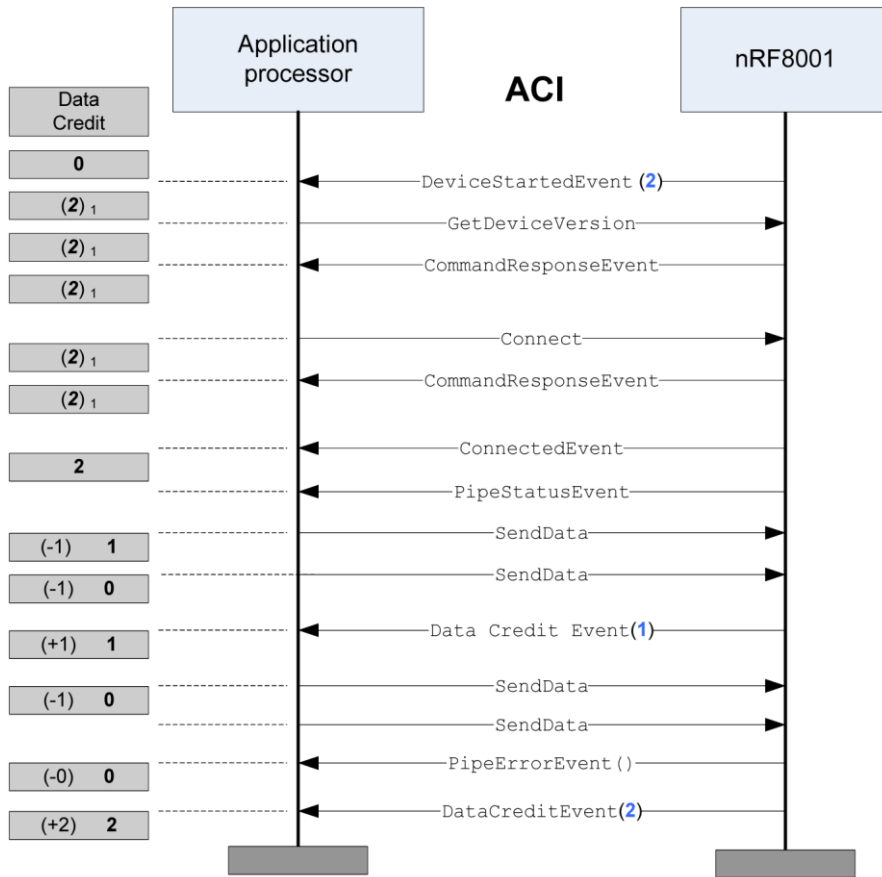 Application
processor
ACI
nRF8001
Data
Credit
0
DeviceStartedEvent (2)
(2) 1
GetDeviceVersion
(2) 1
CommandResponseEvent
(2) 1
Connect
(2) 1
CommandResponseEvent
(2) 1
ConnectedEvent
2
PipeStatusEvent
SendData
(-1) 1
SendData
(-1) 0
Data Credit Event(1)
(+1) 1
SendData
(-1) 0
SendData
PipeErrorEvent()
(-0) 0
DataCreditEvent(2)
(+2) 2